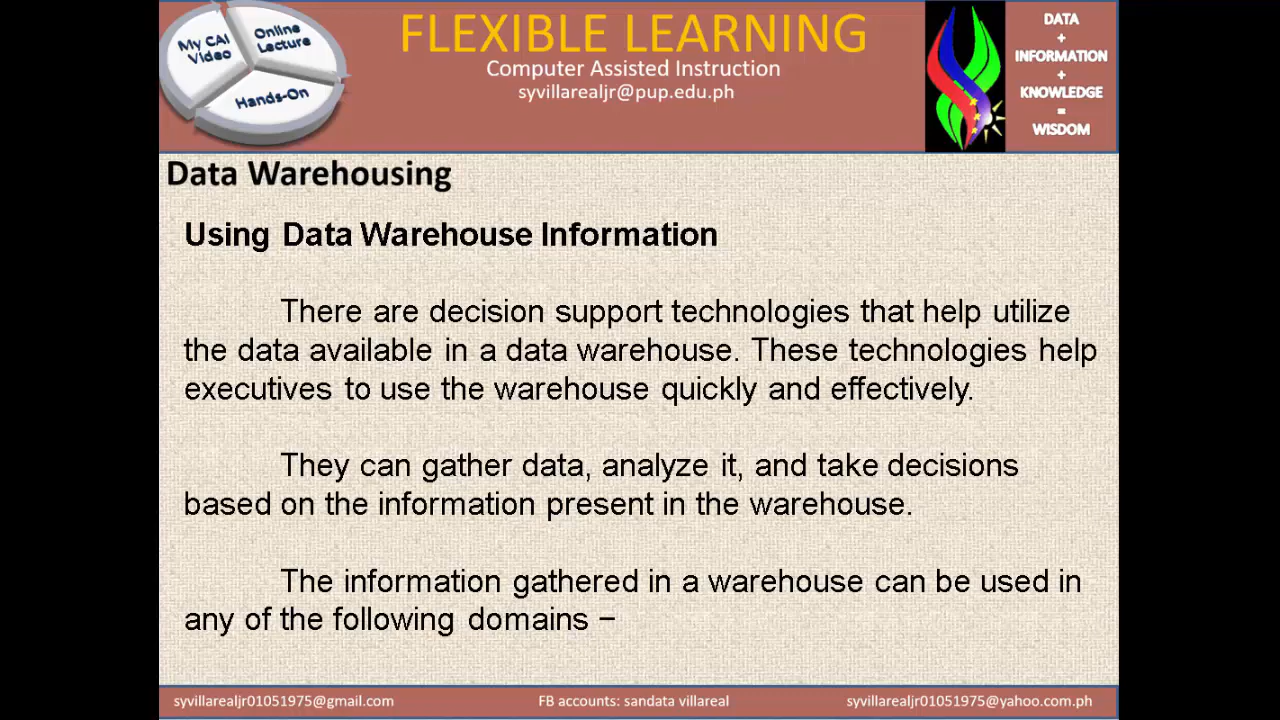 My CAI
Video
Online
Lecture
Hands-On
FLEXIBLE LEARNING
Computer Assisted Instruction
syvillarealjr@pup.edu.ph
DATA
+
INFORMATION
+
KNOWLEDGE
=
WISDOM
Data Warehousing
Using Data Warehouse Information
There are decision support technologies that help utilize
the data available in a data warehouse. These technologies help
executives to use the warehouse quickly and effectively.
They can gather data, analyze it, and take decisions
based on the information present in the warehouse.
The information gathered in a warehouse can be used in
any of the following domains −
syvillarealjr01051975@gmail.com
FB accounts: sandata villareal
syvillarealjr01051975@yahoo.com.ph